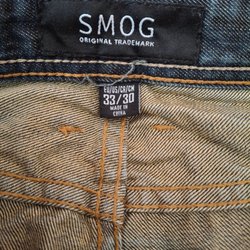 SMOG
ORIGINAL TRADEMARK
EU/US/CA/CN
33/30
MADE IN
CHINA